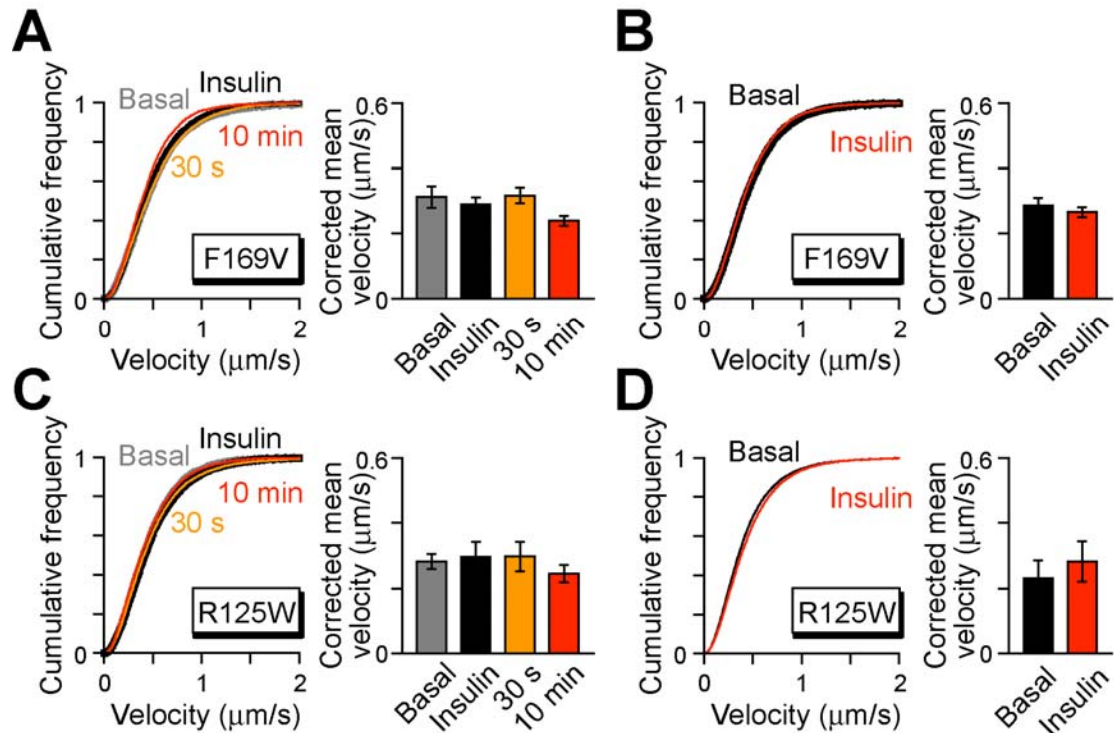 A
Cumulative frequency
1
0
Basal
Insulin
10 min
30 s
F169V
0
1
2
Velocity (μm/s)
Corrected mean
velocity (μm/s)
0.6
0
Basal
Insulin
30 s
10 min
B
Cumulative frequency
1
0
Basal
Insulin
F169V
0
1
2
Velocity (μm/s)
Corrected mean
velocity (μm/s)
0.6
0
Basal
Insulin
C
Cumulative frequency
1
0
Basal
Insulin
10 min
30 s
R125W
0
1
2
Velocity (μm/s)
Corrected mean
velocity (μm/s)
0.6
0
Basal
Insulin
30 s
10 min
D
Cumulative frequency
1
0
Basal
Insulin
R125W
0
1
2
Velocity (μm/s)
Corrected mean
velocity (μm/s)
0.6
0
Basal
Insulin